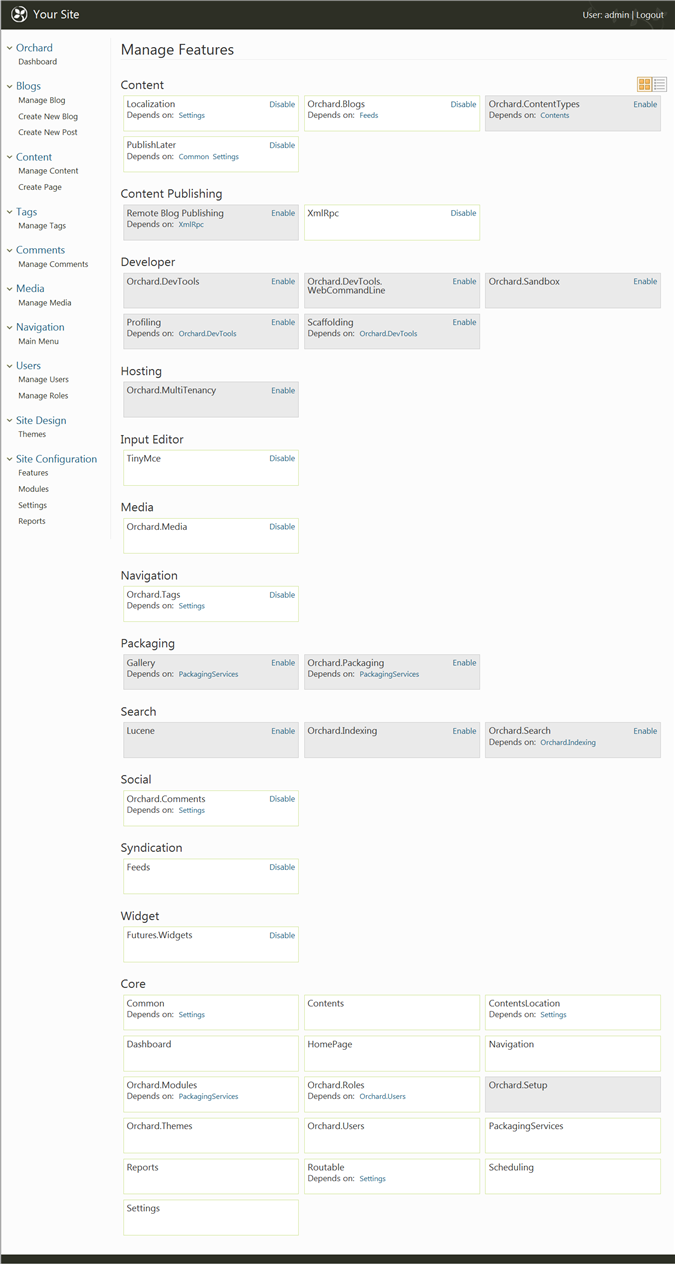 Your Site
User: admin | Logout
Orchard
Dashboard
Blogs
Manage Blog
Create New Blog
Create New Post
Content
Manage Content
Create Page
Tags
Manage Tags
Comments
Manage Comments
Media
Manage Media
Navigation
Main Menu
Users
Manage Users
Manage Roles
Site Design
Themes
Site Configuration
Features
Modules
Settings
Reports
Manage Features
Content
Localization Disable
Depends on: Settings
Orchard.Blogs Disable
Depends on: Feeds
Orchard.ContentTypes Enable
Depends on: Contents
PublishLater Disable
Depends on: Common Settings
Content Publishing
Remote Blog Publishing Enable
Depends on: XmlRpc
XmlRpc Disable
Developer
Orchard.DevTools Enable
Orchard.DevTools. Enable
WebCommandLine
Orchard.Sandbox Enable
Profiling Enable
Depends on: Orchard.DevTools
Scaffolding Enable
Depends on: Orchard.DevTools
Hosting
Orchard.MultiTenancy Enable
Input Editor
TinyMce Disable
Media
Orchard.Media Disable
Navigation
Orchard.Tags Disable
Depends on: Settings
Packaging
Gallery Enable
Depends on: PackagingServices
Orchard.Packaging Enable
Depends on: PackagingServices
Search
Lucene Enable
Orchard.Indexing Enable
Orchard.Search Enable
Depends on: Orchard.Indexing
Social
Orchard.Comments Disable
Depends on: Settings
Syndication
Feeds Disable
Widget
Futures.Widgets Disable
Core
Common
Depends on: Settings
Contents
ContentsLocation
Depends on: Settings
Dashboard
HomePage
Navigation
Orchard.Modules
Depends on: PackagingServices
Orchard.Roles
Depends on: Orchard.Users
Orchard.Setup
Orchard.Themes
Orchard.Users
PackagingServices
Reports
Routable
Depends on: Settings
Scheduling
Settings